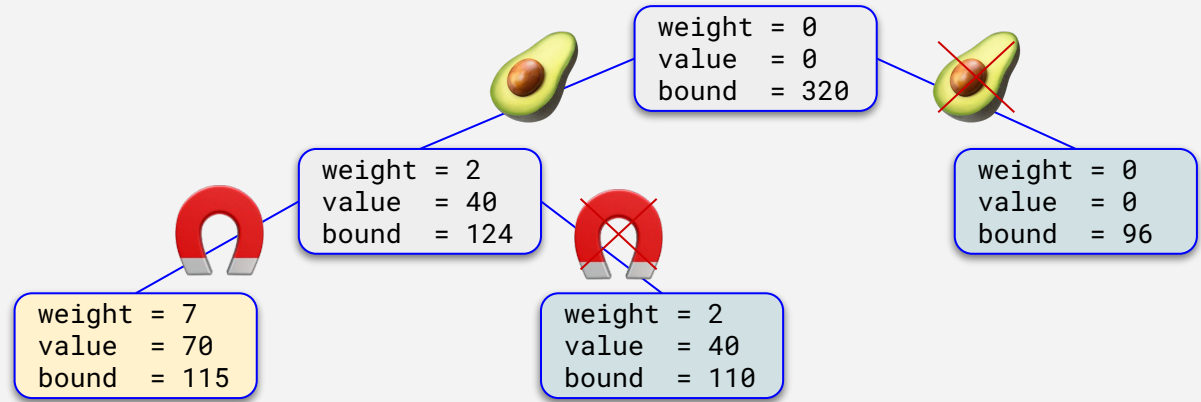 weight = 0
value  = 0
bound  = 320
weight = 2
value  = 40
bound  = 124
weight = 0
value  = 0
bound  = 96
weight = 7
value  = 70
bound  = 115
weight = 2
value  = 40
bound  = 110